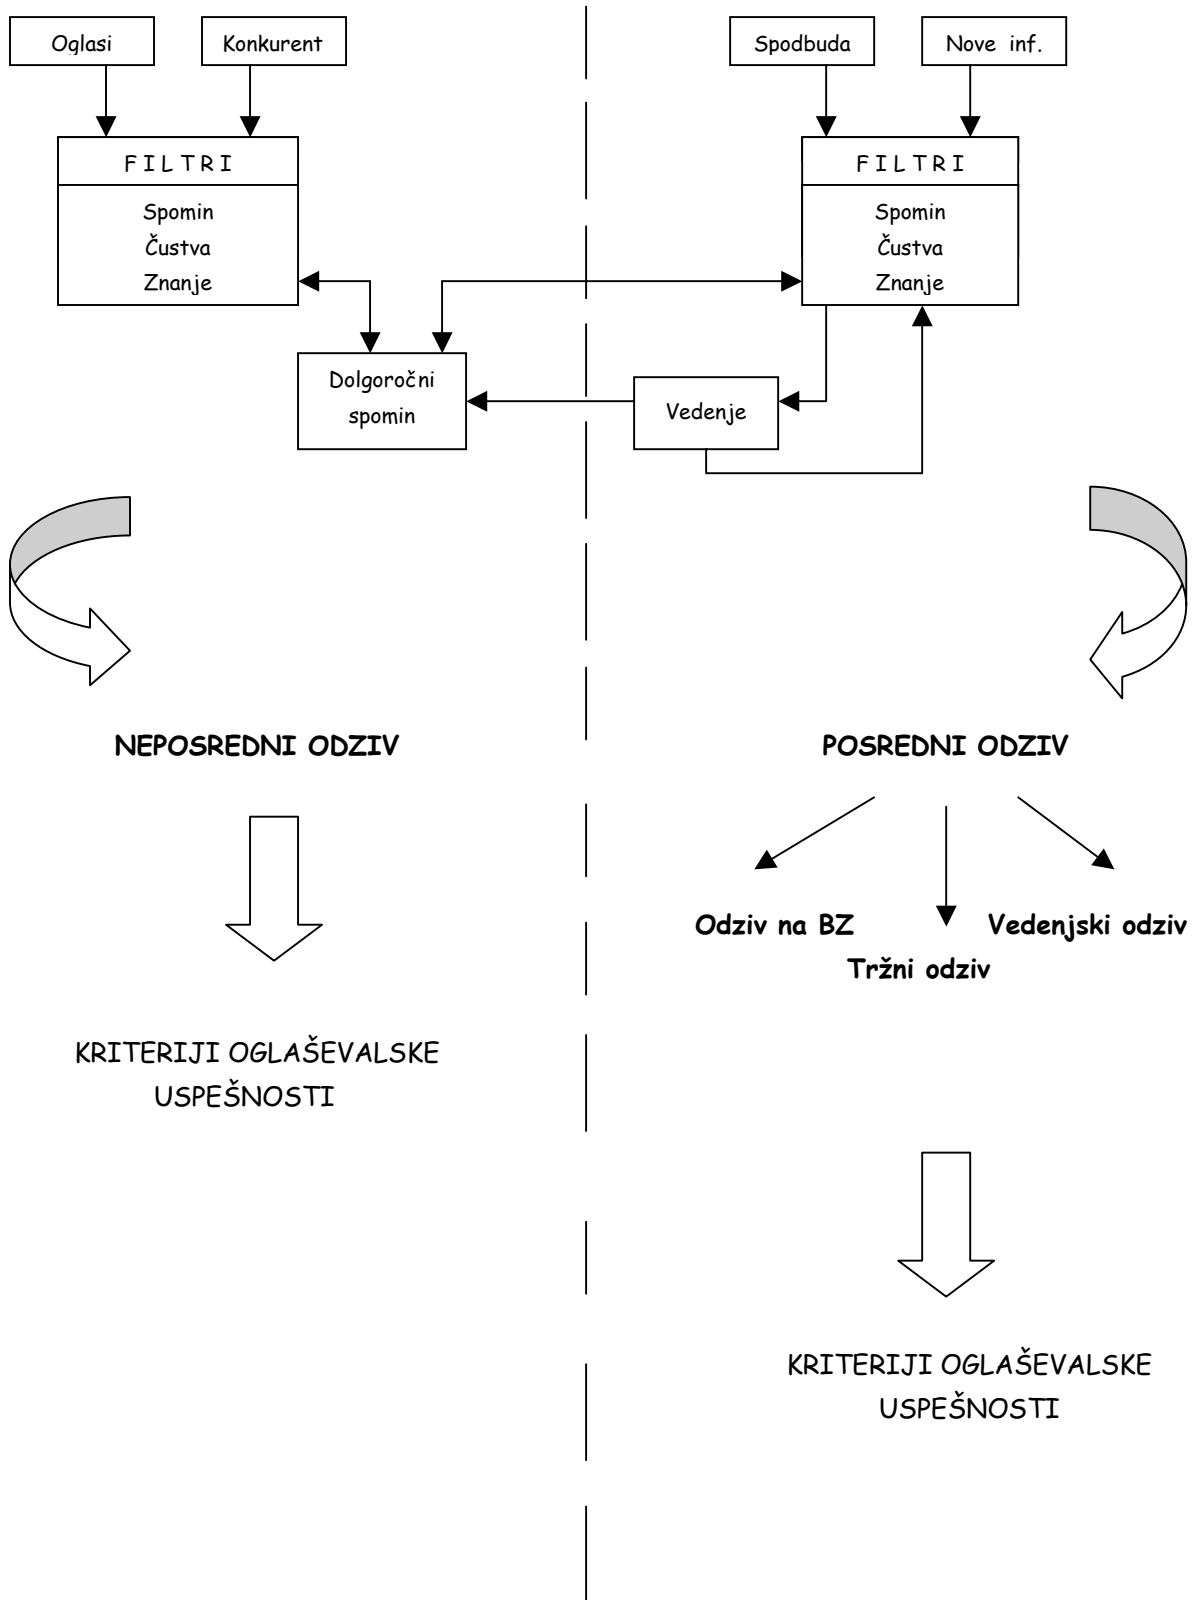 Oglasi
Konkurent
Spodbuda
Nove inf.
F I L T R I
Spomin
Čustva
Znanje
F I L T R I
Spomin
Čustva
Znanje
Dolgoročni
spomin
Vedenje
NEPOSREDNI ODZIV
POSREDNI ODZIV
Odziv na BZ
Vedenjski odziv
Tržni odziv
KRITERIJI OGLAŠEVALSKE
USPEŠNOSTI
KRITERIJI OGLAŠEVALSKE
USPEŠNOSTI